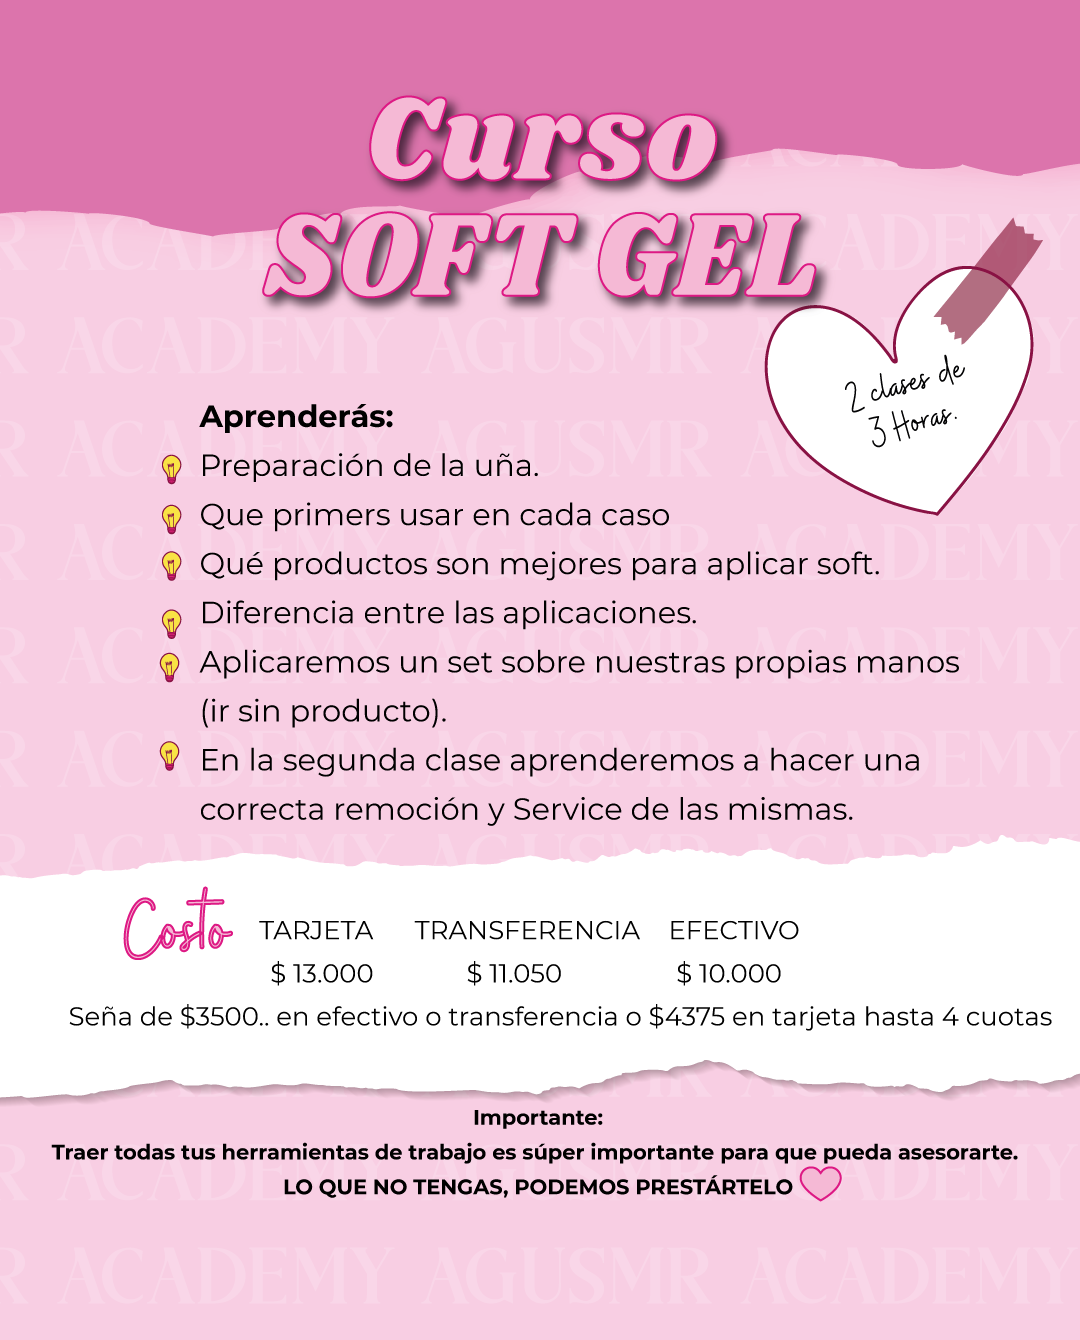 Curso
SOFT GEL
2 clases de
3 Horas.
Aprenderás:
Preparación de la uña.
Que primers usar en cada caso
Qué productos son mejores para aplicar soft.
Diferencia entre las aplicaciones.
Aplicaremos un set sobre nuestras propias manos
(ir sin producto).
En la segunda clase aprenderemos a hacer una
correcta remoción y Service de las mismas.
Costo TARJETA TRANSFERENCIA EFECTIVO
$ 13.000 $ 11.050 $ 10.000
Seña de $3500.. en efectivo o transferencia o $4375 en tarjeta hasta 4 cuotas
Importante:
Traer todas tus herramientas de trabajo es súper importante para que pueda asesorarte.
LO QUE NO TENGAS, PODEMOS PRESTÁRTELO
R ACADEMY AGUSMR ACADEMY